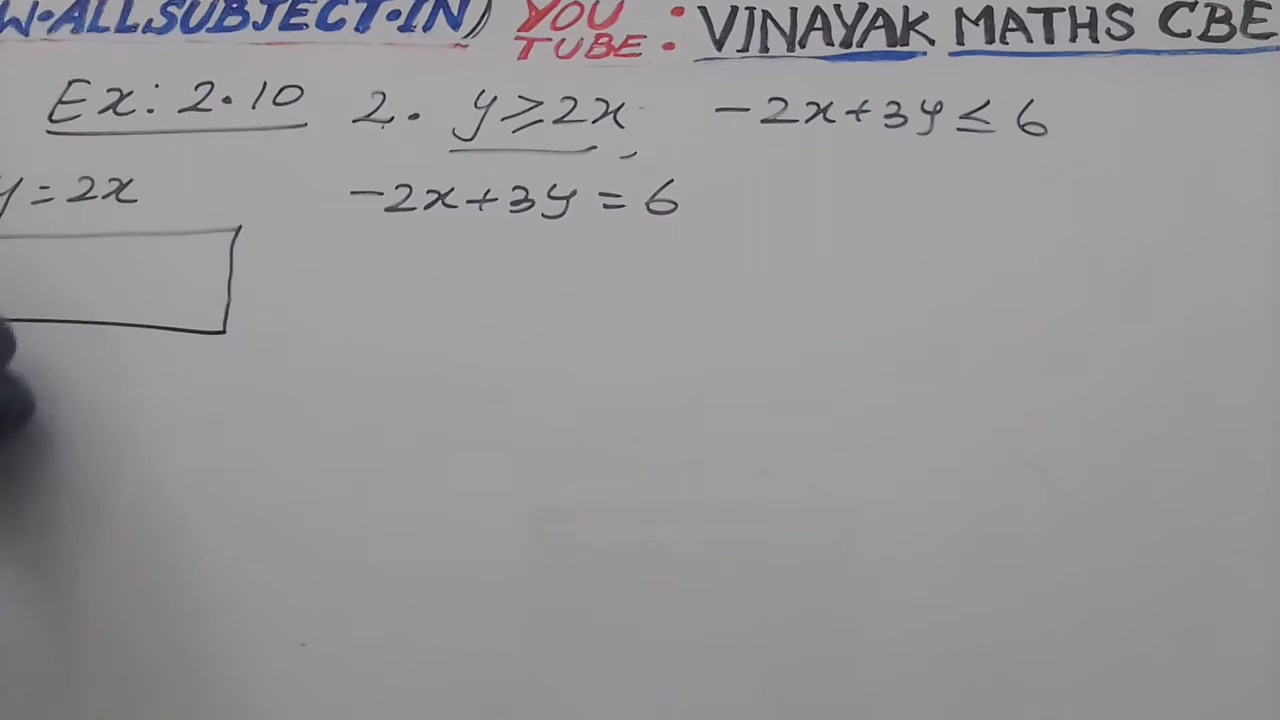 W.ALLSUBJECT.IN) YOU TUBE : VINAYAK MATHS CBE
Ex: 2.10 2. y ≥ 2x, -2x+3y ≤ 6
y = 2x -2x+3y = 6